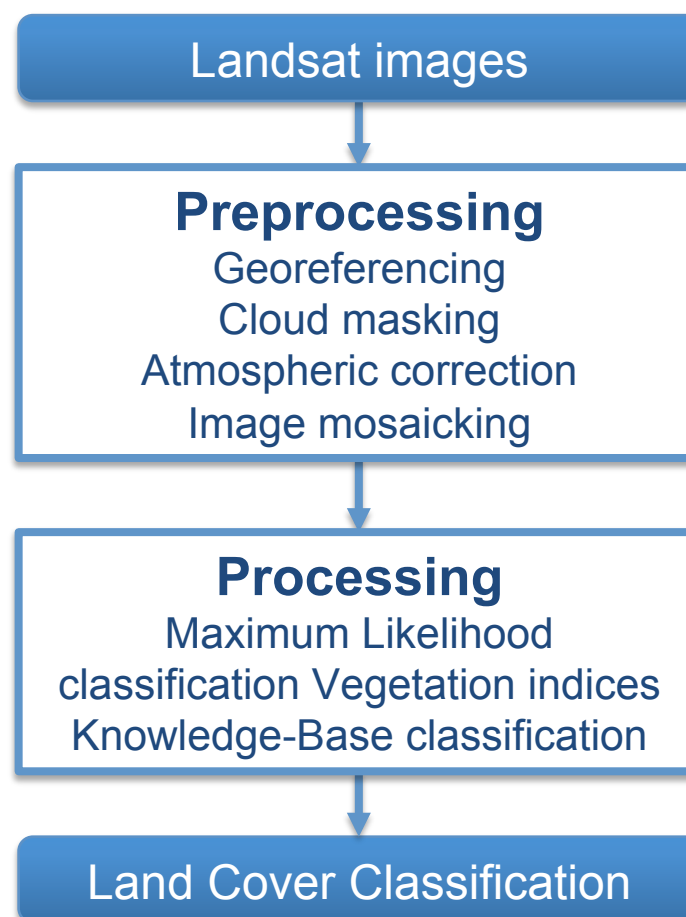 Landsat images
Preprocessing
Georeferencing
Cloud masking
Atmospheric correction
Image mosaicking
Processing
Maximum Likelihood
classification Vegetation indices
Knowledge-Base classification
Land Cover Classification